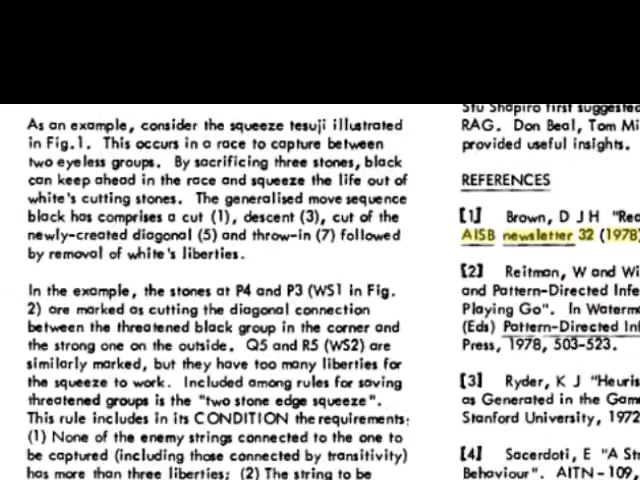 As an example, consider the squeeze tesuji illustrated
in Fig.1. This occurs in a race to capture between
two eyeless groups. By sacrificing three stones, black
can keep ahead in the race and squeeze the life out of
white's cutting stones. The generalised move sequence
black has comprises a cut (1), descent (3), cut of the
newly-created diagonal (5) and throw-in (7) followed
by removal of white's liberties.
In the example, the stones at P4 and P3 (WS1 in Fig.
2) are marked as cutting the diagonal connection
between the threatened black group in the corner and
the strong one on the outside. Q5 and R5 (WS2) are
similarly marked, but they have too many liberties for
the squeeze to work. Included among rules for saving
threatened groups is the "two stone edge squeeze".
This rule includes in its CONDITION the requirements:
(1) None of the enemy strings connected to the one to
be captured (including those connected by transitivity)
has more than three liberties; (2) The string to be
Stu Shapiro first suggested
RAG. Don Beal, Tom Mi
provided useful insights.
REFERENCES
[1] Brown, D J H "Rec
AISB newsletter 32 (1978)
[2] Reitman, W and Wi
and Pattern-Directed Infe
Playing Go". In Waterm
(Eds) Pattern-Directed Inf
Press, 1978, 503-523.
[3] Ryder, K J "Heuris
as Generated in the Gam
Stanford University, 1972
[4] Sacerdoti, E "A Str
Behaviour". AITN-109,